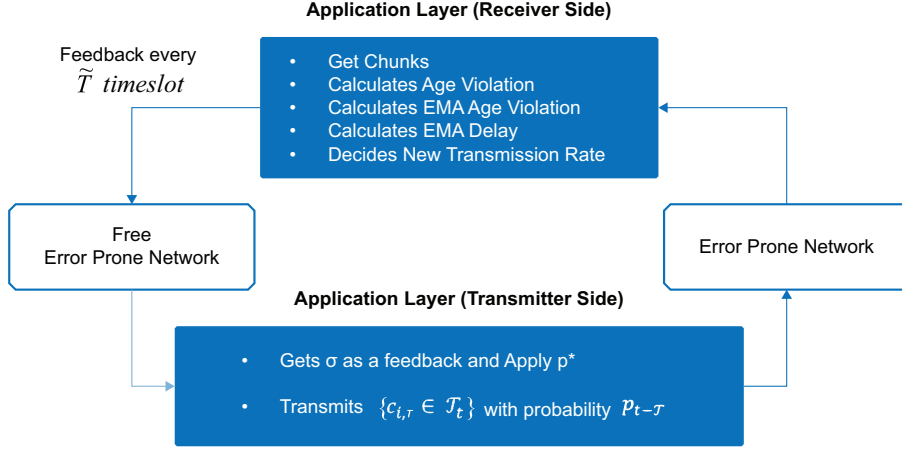 Application Layer (Receiver Side)
Feedback every
T̃ timeslot
• Get Chunks
• Calculates Age Violation
• Calculates EMA Age Violation
• Calculates EMA Delay
• Decides New Transmission Rate
Free
Error Prone Network
Error Prone Network
Application Layer (Transmitter Side)
• Gets σ as a feedback and Apply p*
• Transmits {c_{i,τ} ∈ 𝒯_t} with probability p_{t−𝒯}